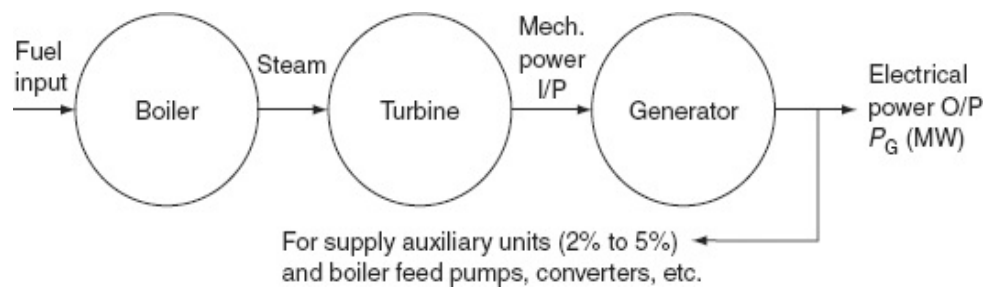 Fuel
input
Boiler
Steam
Turbine
Mech.
power
I/P
Generator
Electrical
power O/P
P_G (MW)
For supply auxiliary units (2% to 5%)
and boiler feed pumps, converters, etc.